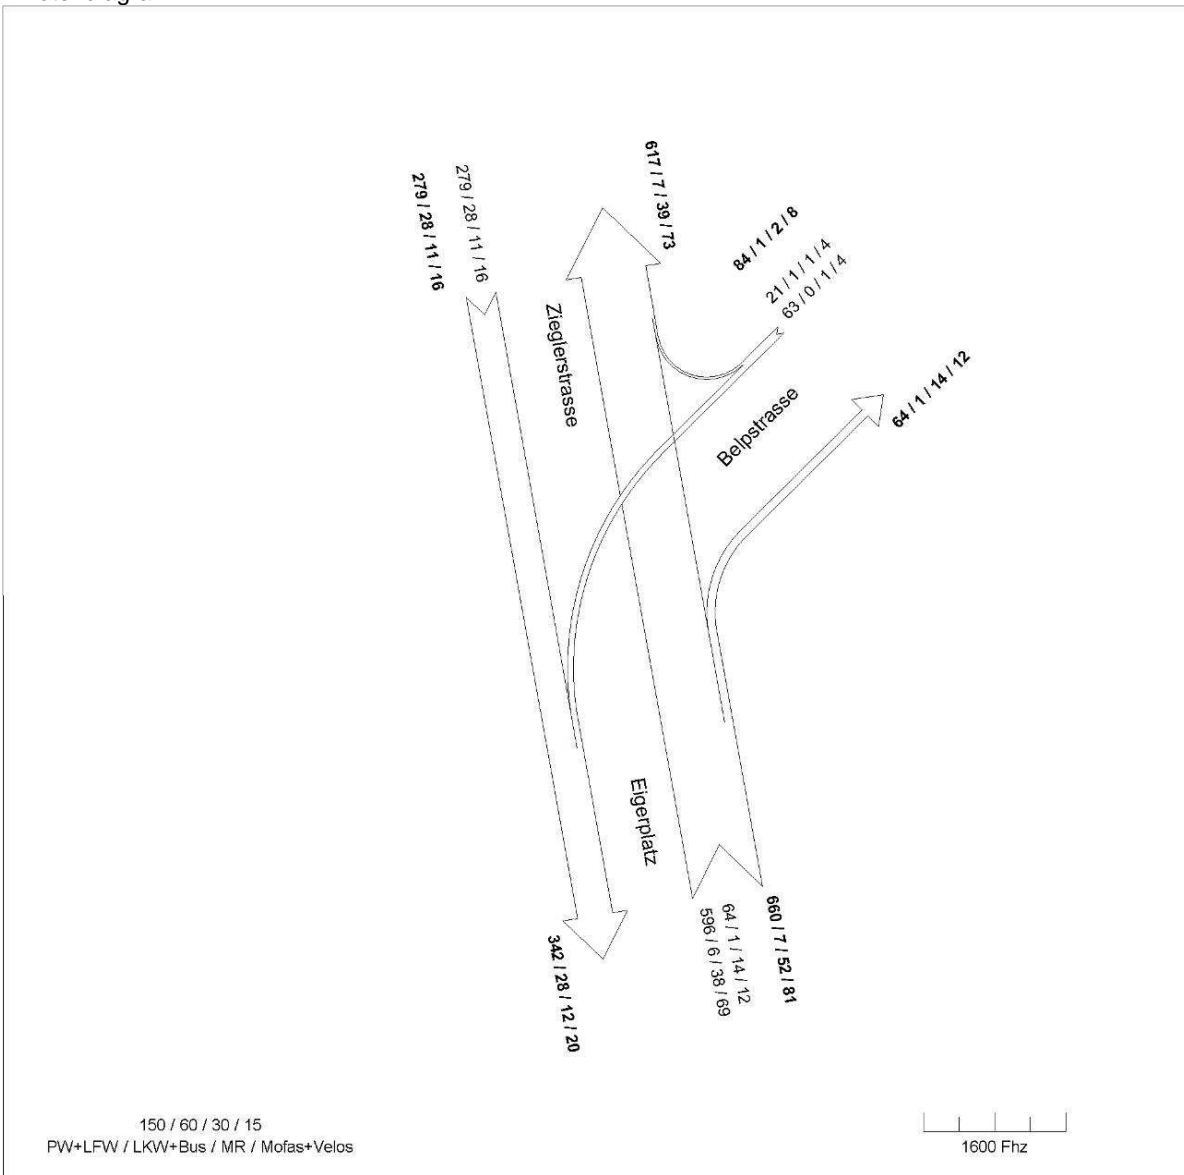 617 / 7 / 39 / 73
279 / 28 / 11 / 16
279 / 28 / 11 / 16
84 / 1 / 2 / 8
21 / 1 / 1 / 4
63 / 0 / 1 / 4
Zieglerstrasse
64 / 1 / 14 / 12
Belpstrasse
Eigerplatz
660 / 7 / 52 / 81
64 / 1 / 14 / 12
596 / 6 / 38 / 69
342 / 28 / 12 / 20
150 / 60 / 30 / 15
PW+LFW / LKW+Bus / MR / Mofas+Velos
1600 Fhz